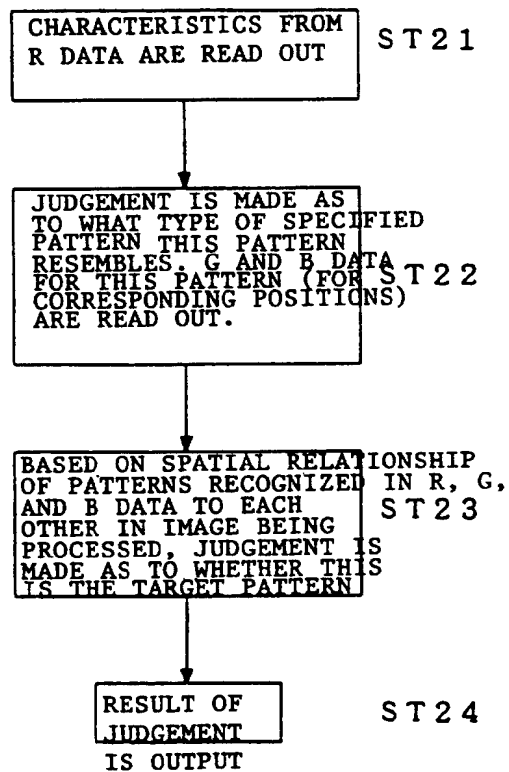 CHARACTERISTICS FROM
R DATA ARE READ OUT
ST21
JUDGEMENT IS MADE AS
TO WHAT TYPE OF SPECIFIED
PATTERN THIS PATTERN
RESEMBLES. G AND B DATA
FOR THIS PATTERN (FOR
CORRESPONDING POSITIONS)
ARE READ OUT.
ST22
BASED ON SPATIAL RELATIONSHIP
OF PATTERNS RECOGNIZED IN R, G,
AND B DATA TO EACH
OTHER IN IMAGE BEING
PROCESSED, JUDGEMENT IS
MADE AS TO WHETHER THIS
IS THE TARGET PATTERN
ST23
RESULT OF
JUDGEMENT
IS OUTPUT
ST24